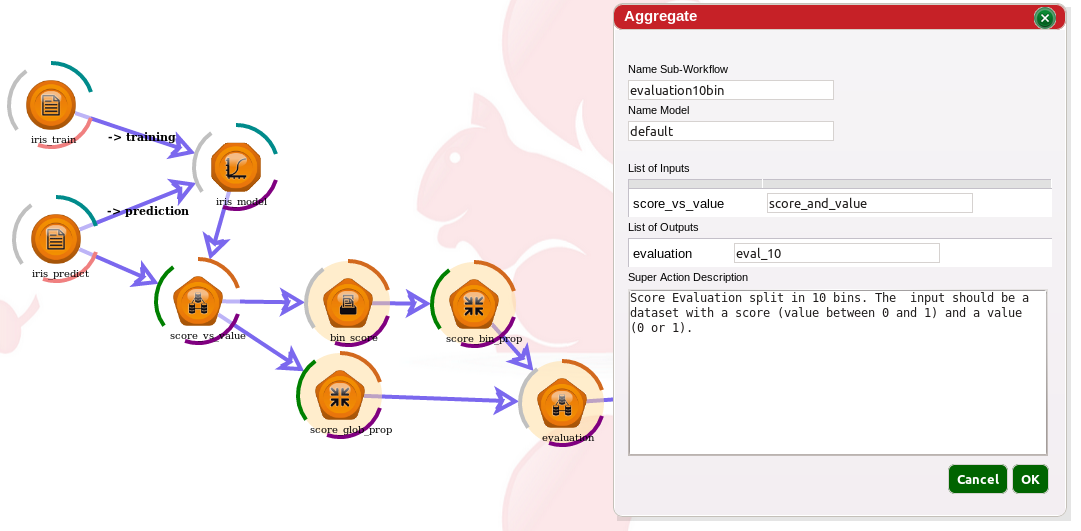 Aggregate
Name Sub-Workflow
evaluation10bin
Name Model
default
List of Inputs
score_vs_value score_and_value
List of Outputs
evaluation eval_10
Super Action Description
Score Evaluation split in 10 bins. The  input should be a
dataset with a score (value between 0 and 1) and a value
(0 or 1).
Cancel OK
iris_train
-> training
iris_model
-> prediction
iris_predict
score_vs_value
bin_score
score_bin_prop
score_glob_prop
evaluation